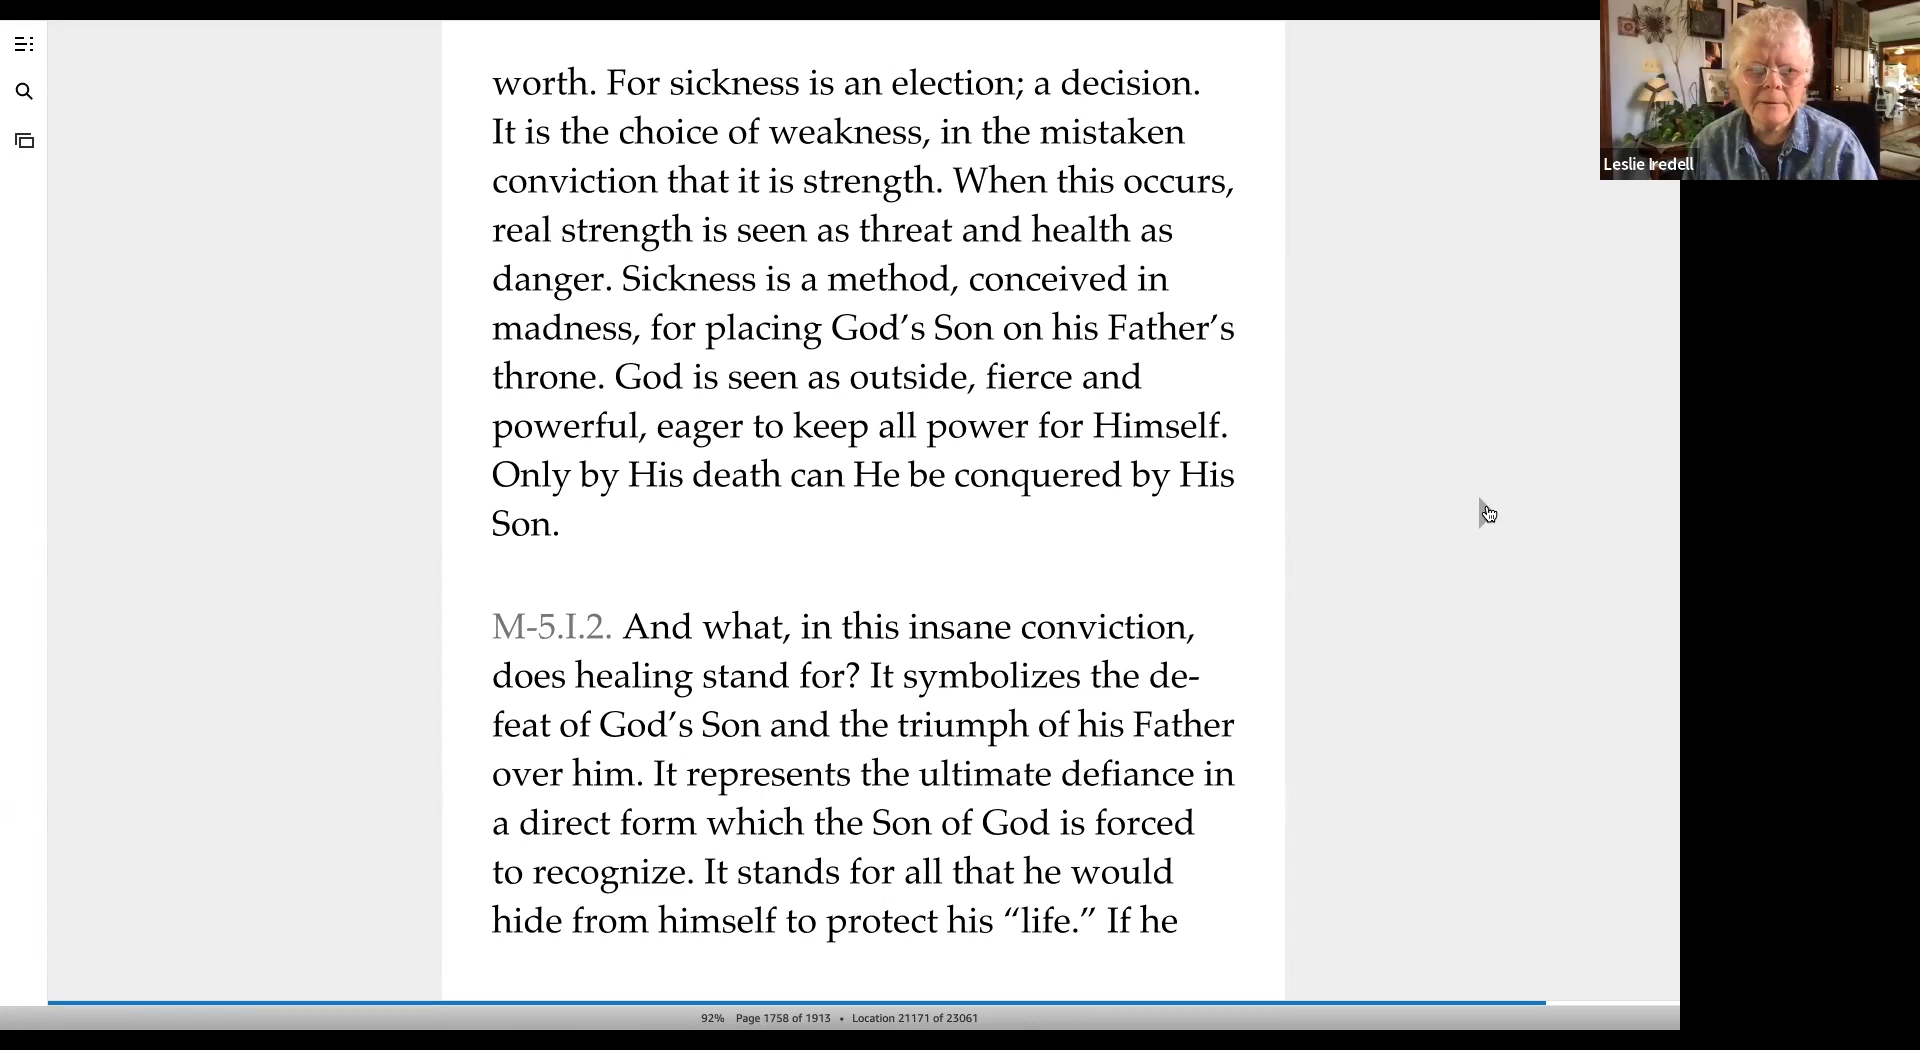 worth. For sickness is an election; a decision.
It is the choice of weakness, in the mistaken
conviction that it is strength. When this occurs,
real strength is seen as threat and health as
danger. Sickness is a method, conceived in
madness, for placing God’s Son on his Father’s
throne. God is seen as outside, fierce and
powerful, eager to keep all power for Himself.
Only by His death can He be conquered by His
Son.
M-5.I.2. And what, in this insane conviction,
does healing stand for? It symbolizes the de-
feat of God’s Son and the triumph of his Father
over him. It represents the ultimate defiance in
a direct form which the Son of God is forced
to recognize. It stands for all that he would
hide from himself to protect his “life.” If he
92% Page 1758 of 1913 • Location 21171 of 23061
Leslie Iredell